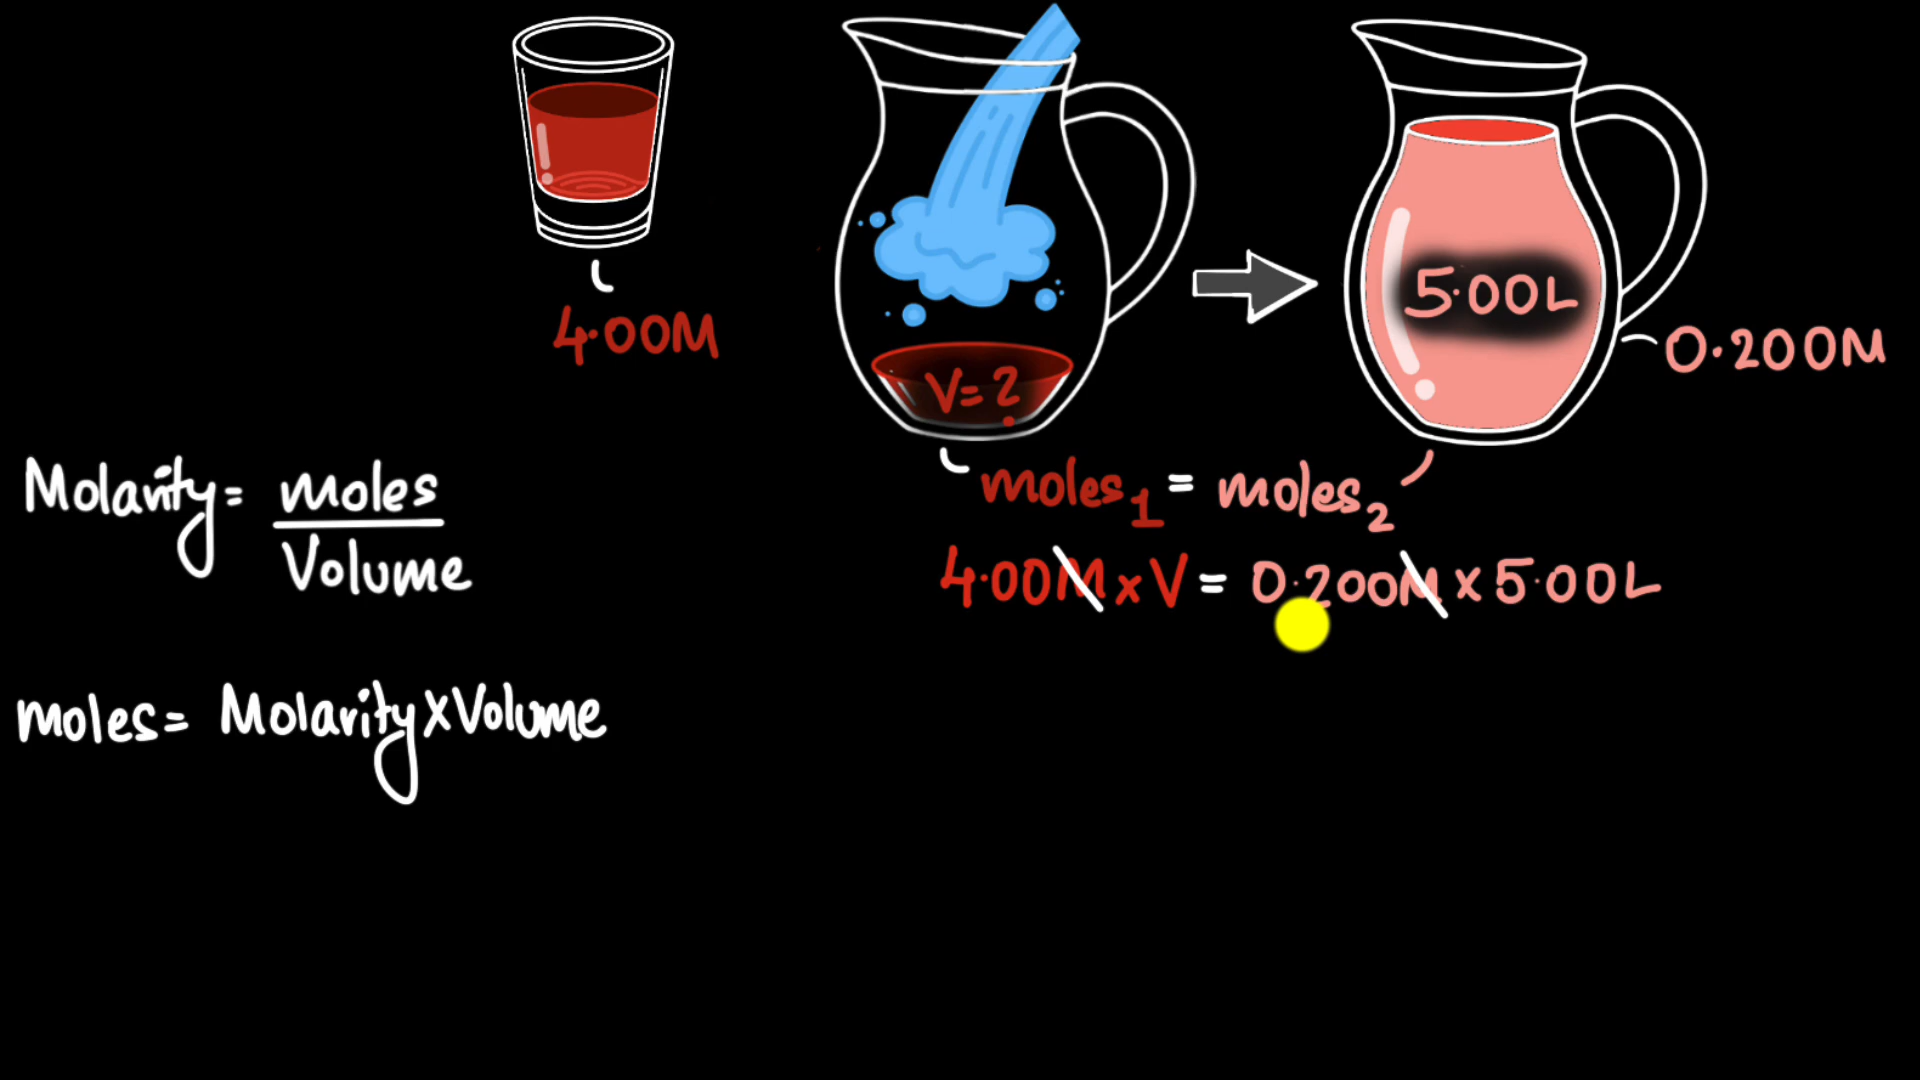 4.00M
V=?
5.00L
0.200M
Molarity = moles
Volume
moles₁ = moles₂
4.00M x V = 0.200M x 5.00L
moles = Molarity x Volume